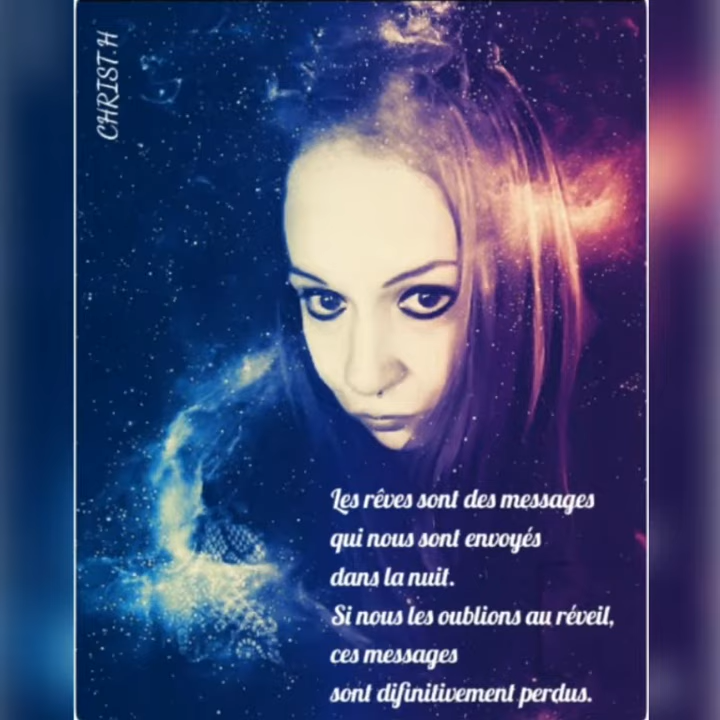 CHRIST H
Les rêves sont des messages
qui nous sont envoyés
dans la nuit.
Si nous les oublions au réveil,
ces messages
sont difinitivement perdus.